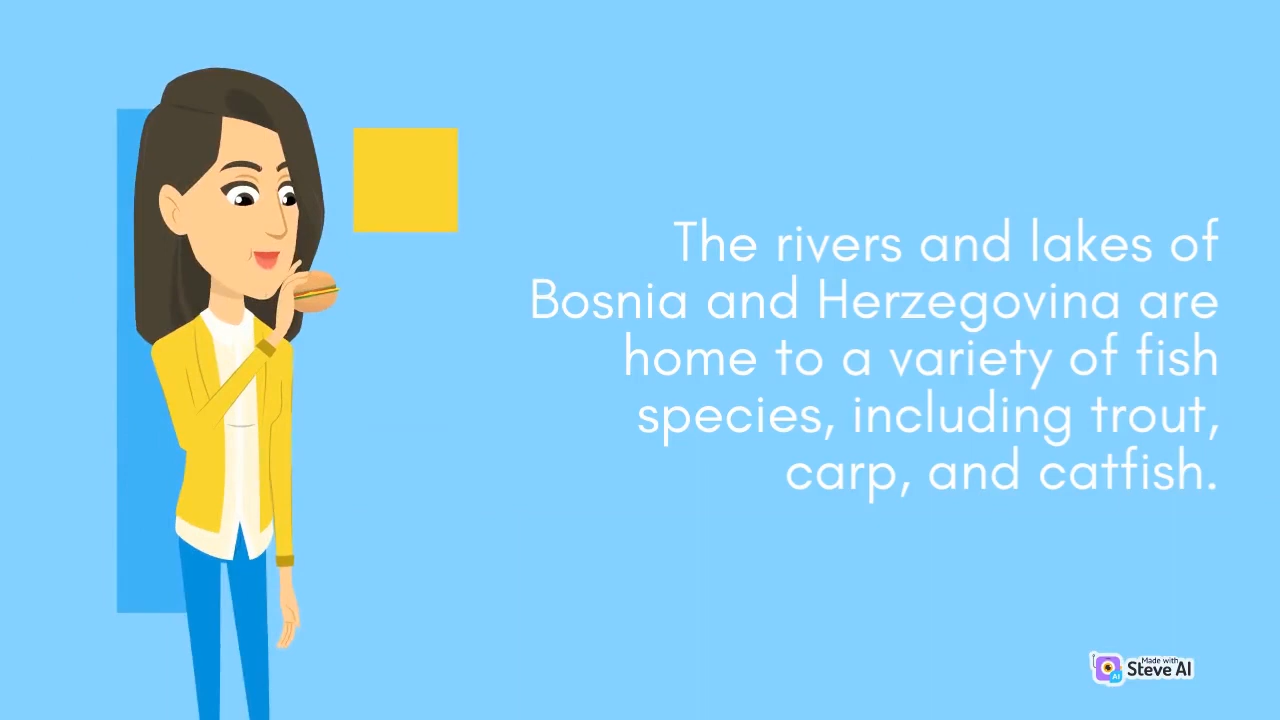 The rivers and lakes of
Bosnia and Herzegovina are
home to a variety of fish
species, including trout,
carp, and catfish.
Made with
Steve AI
AI